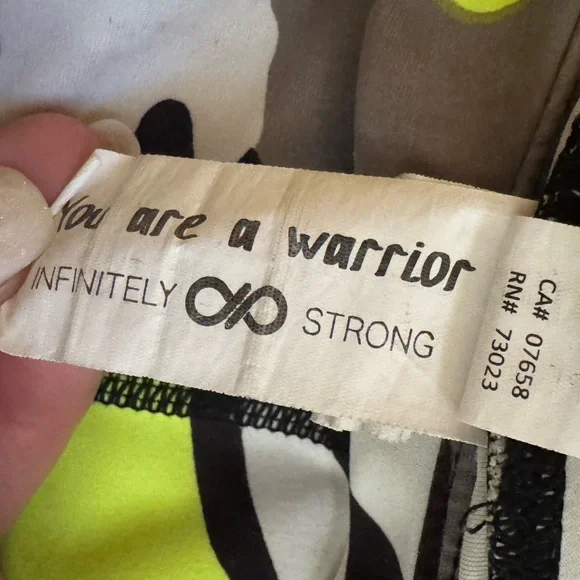 You are a warrior
INFINITELY STRONG
CA# 07658
RN# 73023